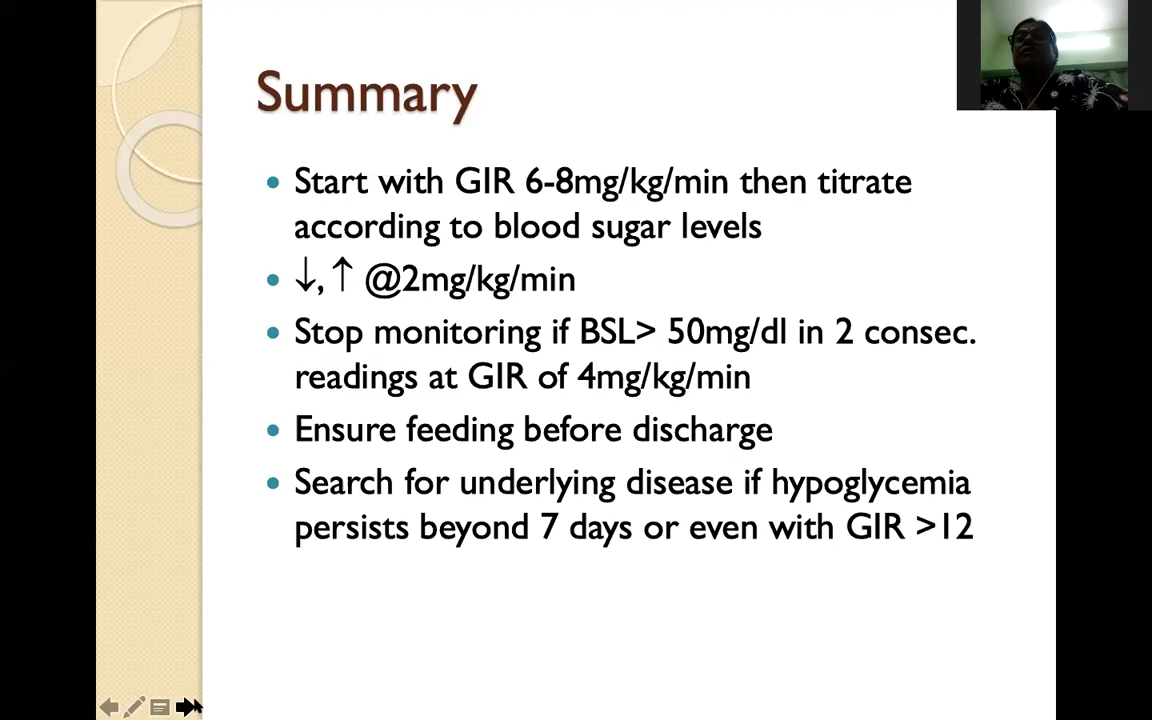 Summary
• Start with GIR 6-8mg/kg/min then titrate
according to blood sugar levels
• ↓, ↑ @2mg/kg/min
• Stop monitoring if BSL> 50mg/dl in 2 consec.
readings at GIR of 4mg/kg/min
• Ensure feeding before discharge
• Search for underlying disease if hypoglycemia
persists beyond 7 days or even with GIR >12